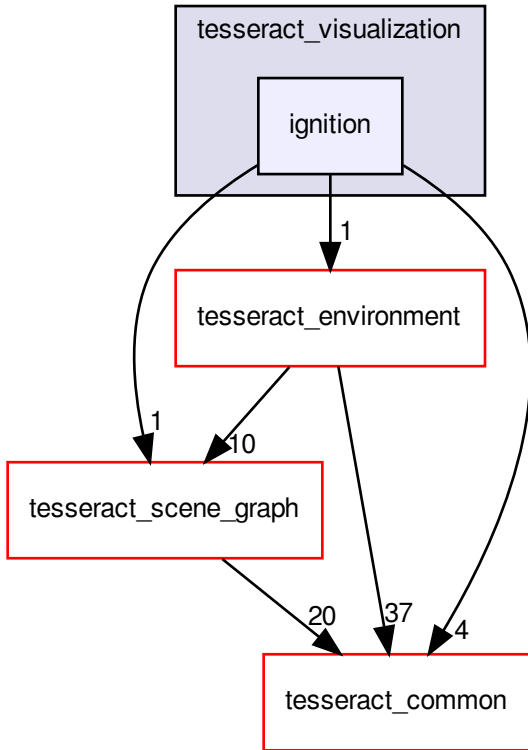 tesseract_visualization
ignition
1
tesseract_environment
1
10
tesseract_scene_graph
20
37
4
tesseract_common